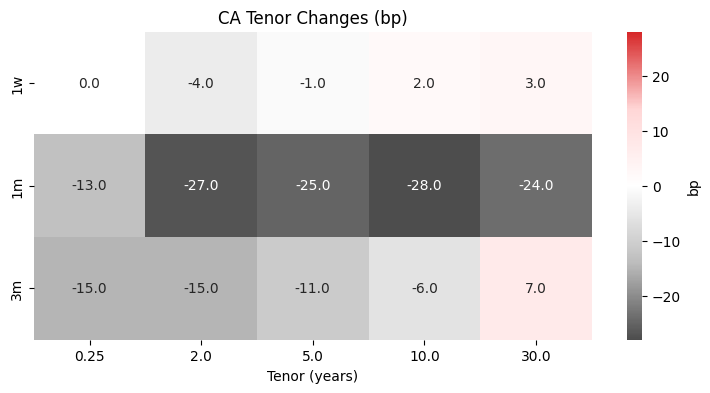 CA Tenor Changes (bp)
1w 0.0 -4.0 -1.0 2.0 3.0
1m -13.0 -27.0 -25.0 -28.0 -24.0
3m -15.0 -15.0 -11.0 -6.0 7.0
0.25 2.0 5.0 10.0 30.0
Tenor (years)
20
10
0
−10
−20
bp